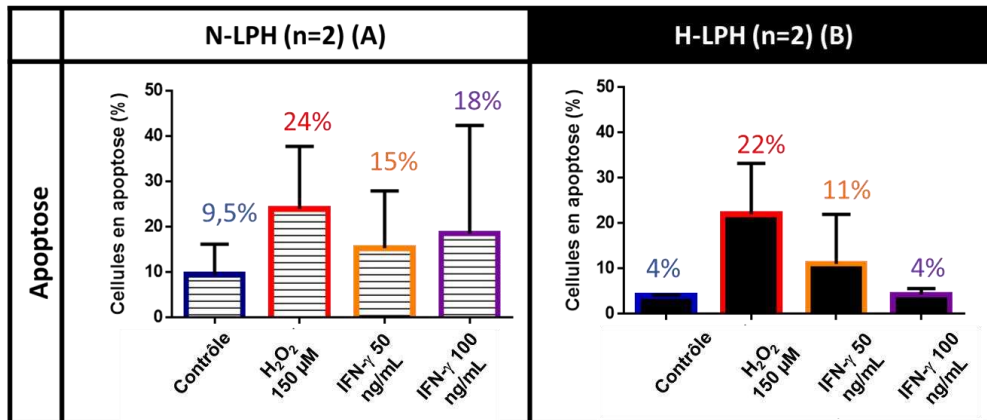 N-LPH (n=2) (A)
H-LPH (n=2) (B)
Apoptose
Cellules en apoptose (%)
50
40
30
20
10
0
9,5%
24%
15%
18%
Contrôle
H₂O₂
150 µM
IFN-γ 50
ng/mL
IFN-γ 100
ng/mL
Cellules en apoptose (%)
50
40
30
20
10
0
4%
22%
11%
4%
Contrôle
H₂O₂
150 µM
IFN-γ 50
ng/mL
IFN-γ 100
ng/mL